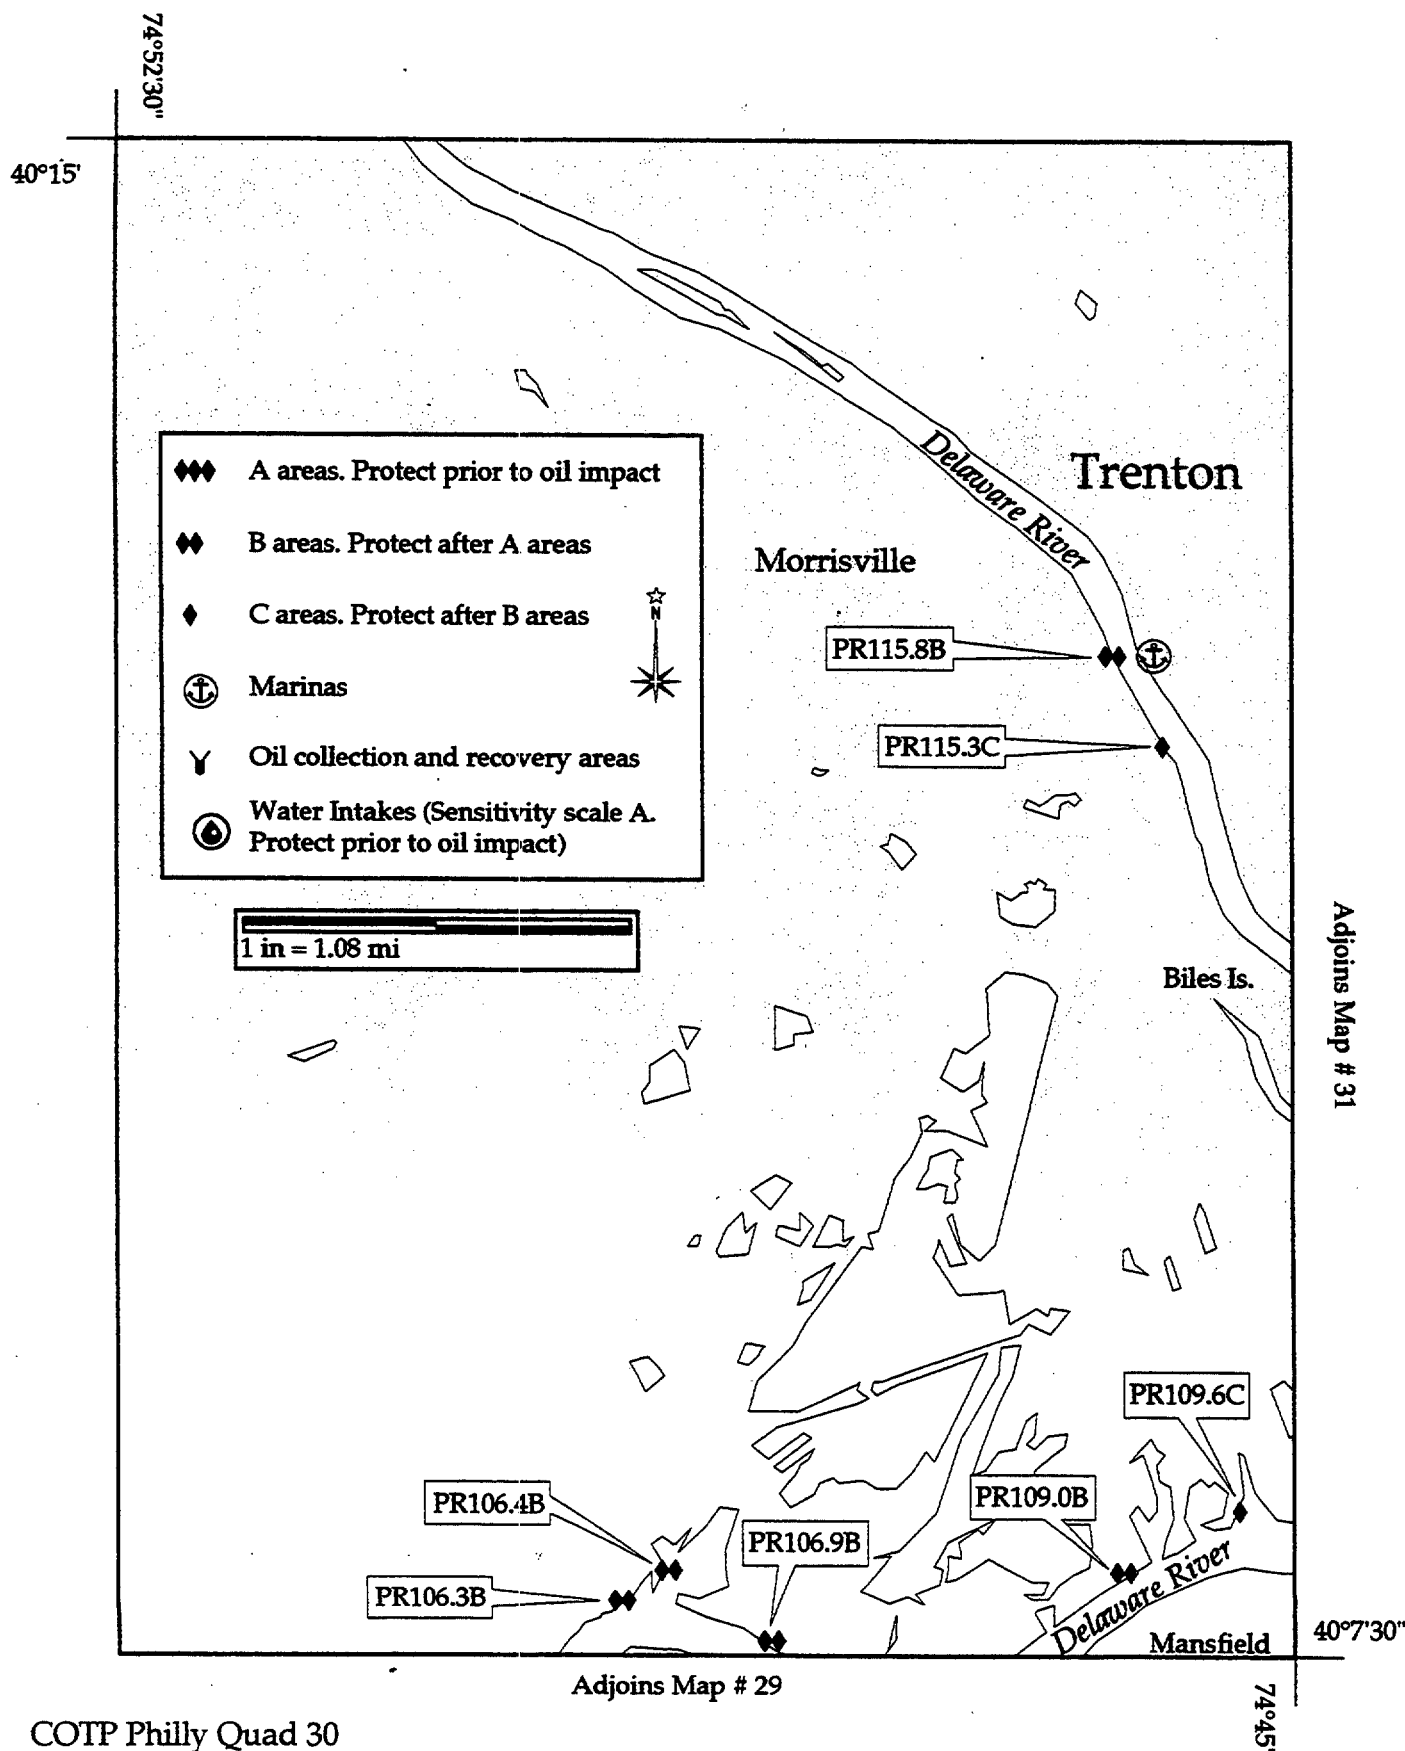 74°52'30"
40°15'
Delaware River
Trenton
A areas. Protect prior to oil impact
B areas. Protect after A areas
Morrisville
C areas. Protect after B areas
N
PR115.8B
Marinas
PR115.3C
Oil collection and recovery areas
Water Intakes (Sensitivity scale A.
Protect prior to oil impact)
1 in = 1.08 mi
Biles Is.
Adjoins Map # 31
PR109.6C
PR106.4B
PR109.0B
PR106.9B
PR106.3B
Delaware River
Mansfield
40°7'30"
Adjoins Map # 29
74°45'
COTP Philly Quad 30